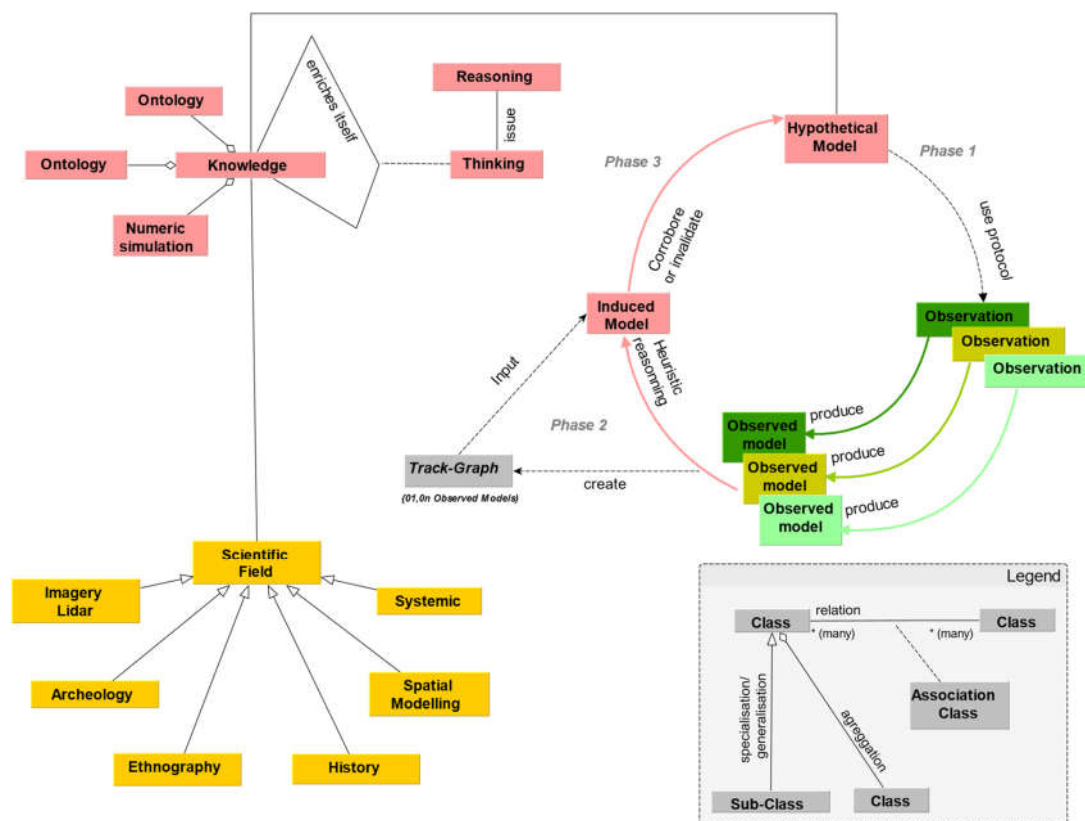 Reasoning
Ontology
enriches itself
issue
Hypothetical
Model
Phase 3
Phase 1
Ontology
Knowledge
Thinking
Numeric
simulation
use protocol
Corrobore
or invalidate
Induced
Model
Observation
Observation
Observation
Heuristic
reasonning
Input
Phase 2
produce
Observed
model
produce
Observed
model
produce
Observed
model
Track-Graph
create
(01,0n Observed Models)
Scientific
Field
Imagery
Lidar
Systemic
Archeology
Spatial
Modelling
Ethnography
History
Legend
Class
relation
Class
* (many)
* (many)
Association
Class
specialisation/
generalisation
agreggation
Sub-Class
Class